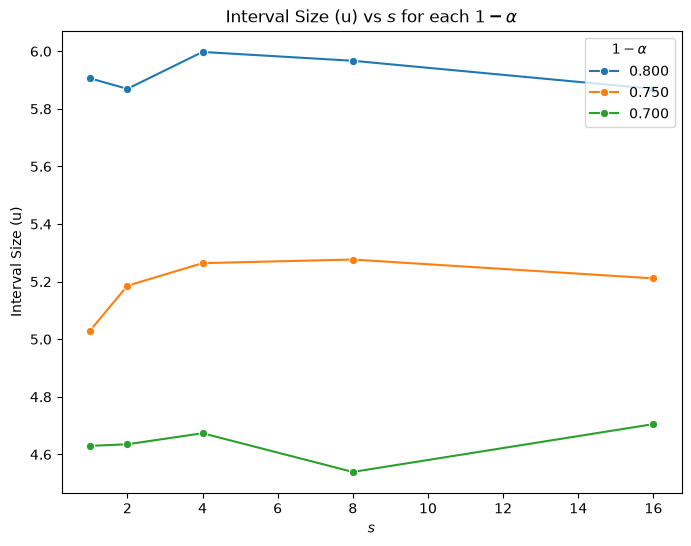 Interval Size (u) vs s for each 1 − α
1 − α
0.800
0.750
0.700
Interval Size (u)
6.0
5.8
5.6
5.4
5.2
5.0
4.8
4.6
2 4 6 8 10 12 14 16
s